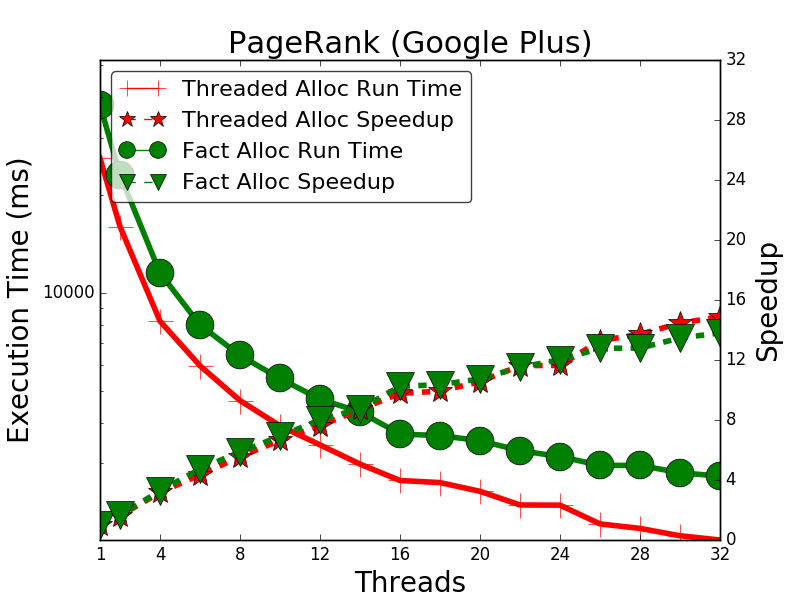 PageRank (Google Plus)
Threaded Alloc Run Time
Threaded Alloc Speedup
Fact Alloc Run Time
Fact Alloc Speedup
Execution Time (ms)
10000
32
28
24
20
16
12
8
4
0
Speedup
1 4 8 12 16 20 24 28 32
Threads